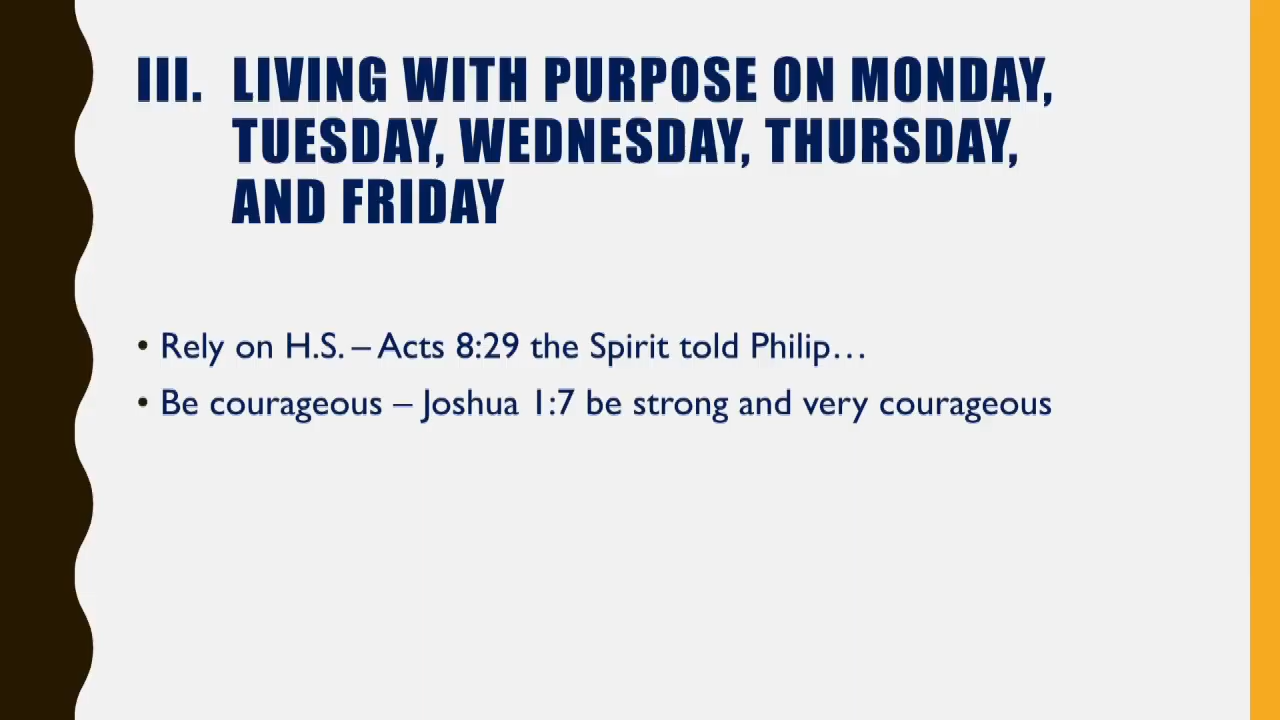 III. LIVING WITH PURPOSE ON MONDAY,
TUESDAY, WEDNESDAY, THURSDAY,
AND FRIDAY
• Rely on H.S. – Acts 8:29 the Spirit told Philip…
• Be courageous – Joshua 1:7 be strong and very courageous